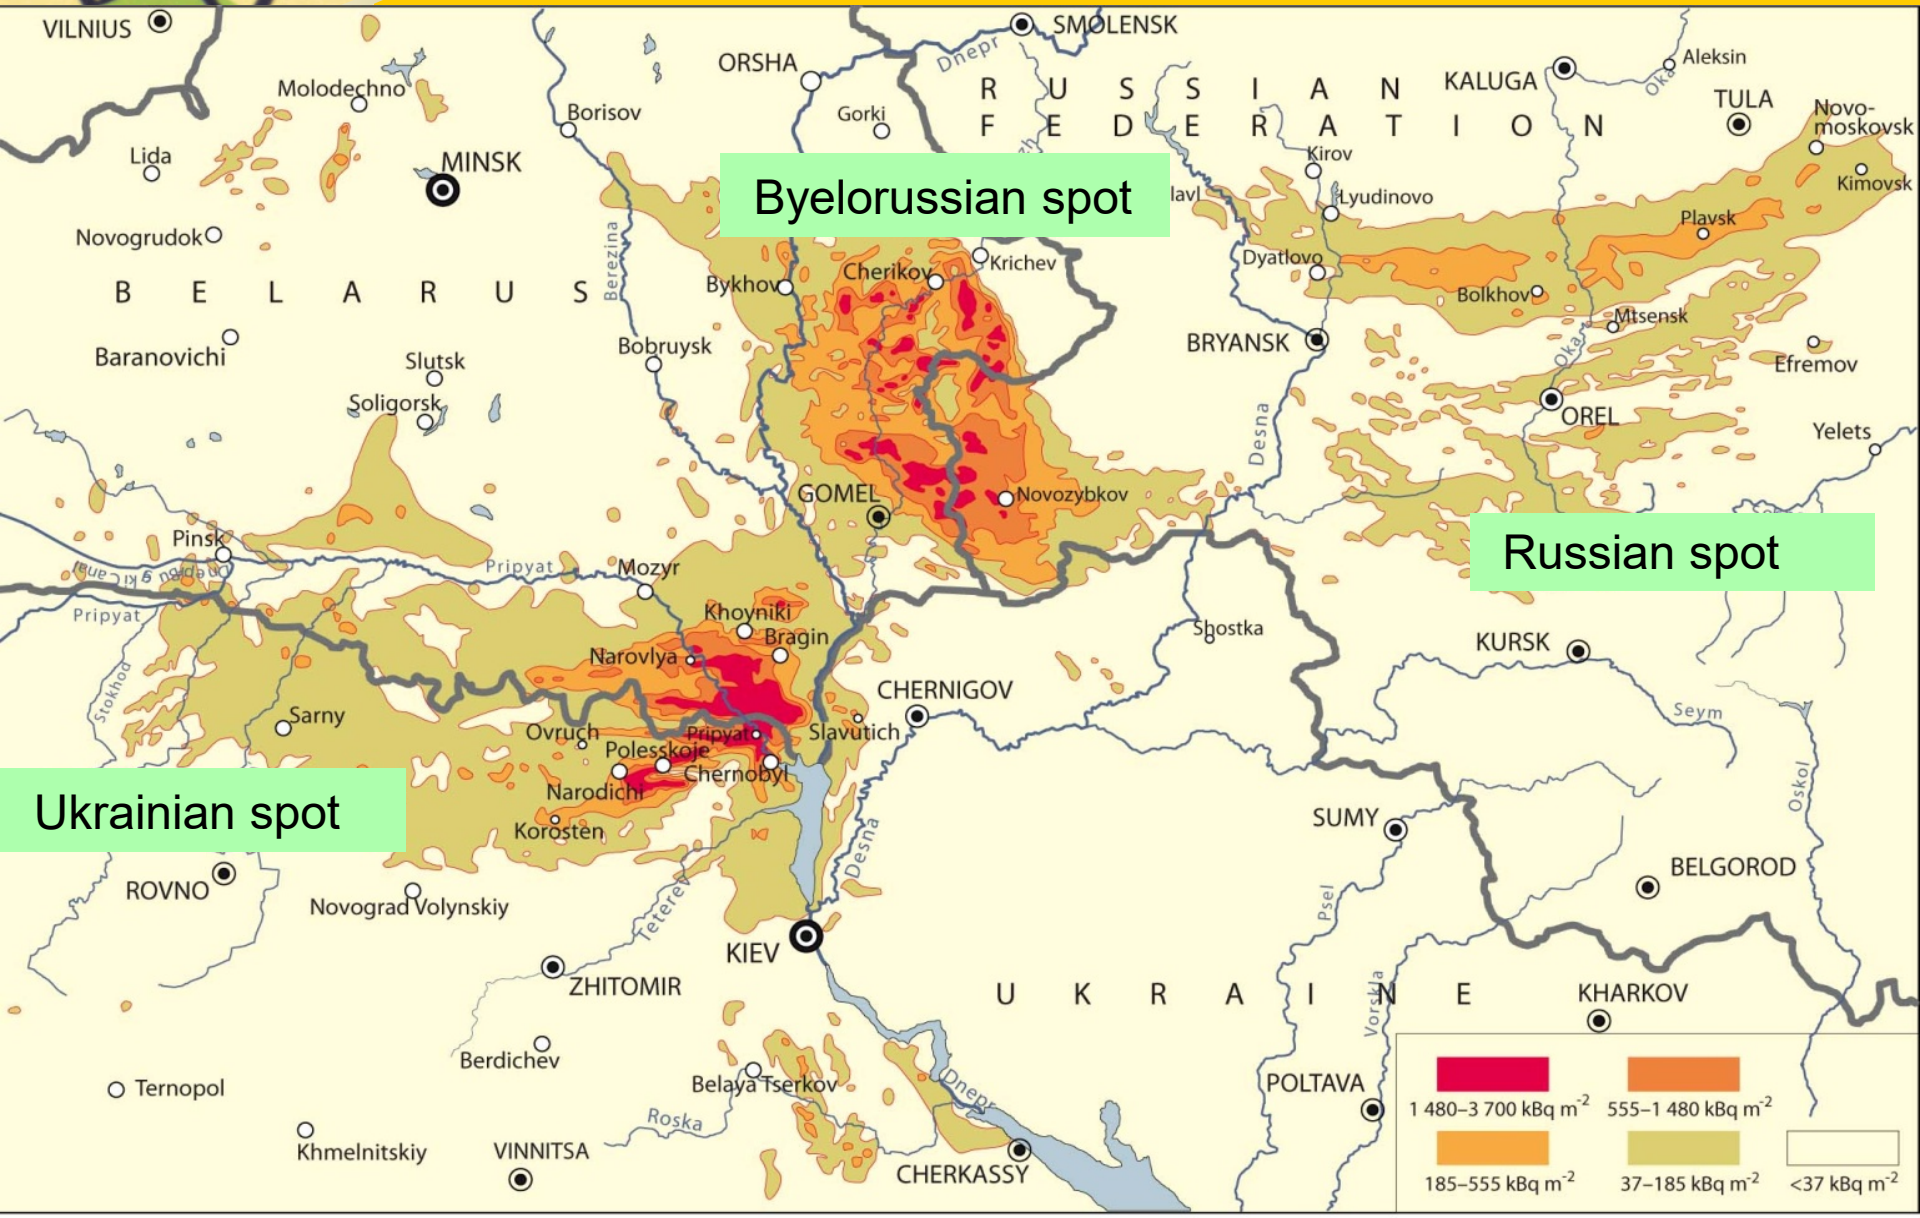 VILNIUS
SMOLENSK
Dnepr
ORSHA
RUSSIAN
FEDERATION
KALUGA
Aleksin
Oka
TULA
Novo-
moskovsk
Molodechno
Borisov
Gorki
Kirov
Lida
MINSK
Kimovsk
Byelorussian spot
lavl
Lyudinovo
Plavsk
Novogrudok
Berezina
Krichev
Dyatlovo
Cherikov
Bykhov
BELARUS
Bolkhov
Mtsensk
Baranovichi
Bobruysk
BRYANSK
Oka
Efremov
Slutsk
Soligorsk
OREL
Desna
Yelets
GOMEL
Novozybkov
Pinsk
Russian spot
Pripyat
Mozyr
Pripyat
Khoyniki
Bragin
Shostka
KURSK
Narovlya
Stokhod
CHERNIGOV
Sarny
Seym
Ovruch
Pripyat
Slavutich
Polesskoje
Chernobyl
Narodichi
Oskol
Ukrainian spot
Korosten
SUMY
Desna
BELGOROD
ROVNO
Novograd Volynskiy
Teterev
Psel
KIEV
ZHITOMIR
UKRAINE
Vorskla
KHARKOV
Berdichev
Ternopol
Belaya Tserkov
Dnepr
POLTAVA
Roska
Khmelnitskiy
VINNITSA
CHERKASSY
1 480–3 700 kBq m-2
555–1 480 kBq m-2
185–555 kBq m-2
37–185 kBq m-2
<37 kBq m-2